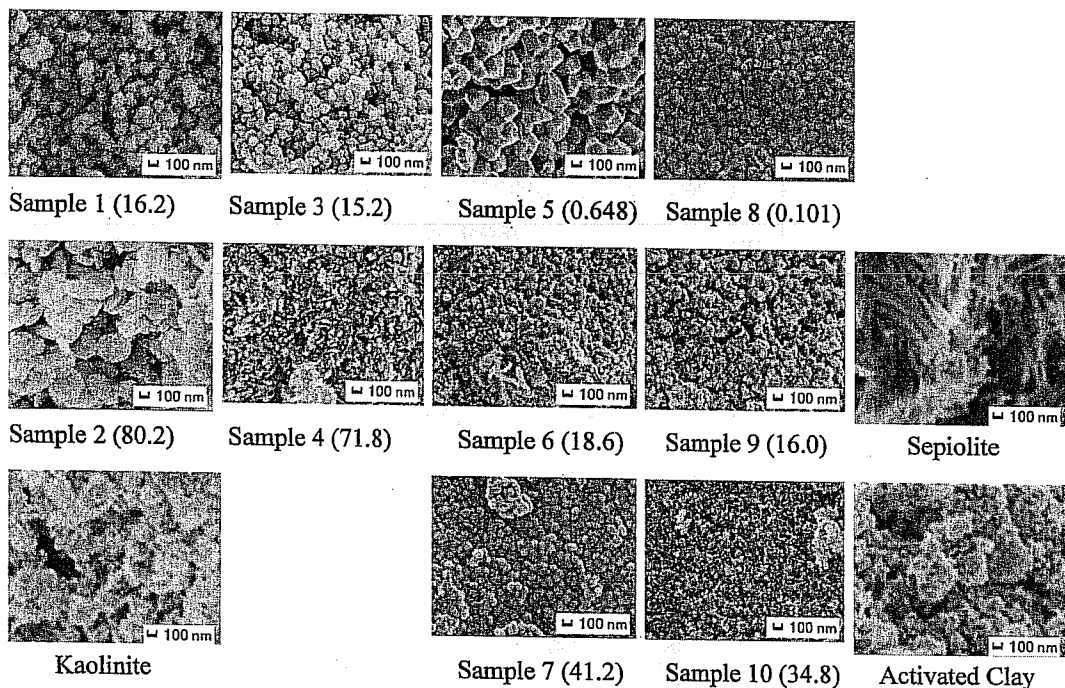 100 nm 100 nm 100 nm 100 nm
Sample 1 (16.2) Sample 3 (15.2) Sample 5 (0.648) Sample 8 (0.101)
100 nm 100 nm 100 nm 100 nm 100 nm
Sample 2 (80.2) Sample 4 (71.8) Sample 6 (18.6) Sample 9 (16.0) Sepiolite
100 nm 100 nm 100 nm 100 nm
Kaolinite Sample 7 (41.2) Sample 10 (34.8) Activated Clay